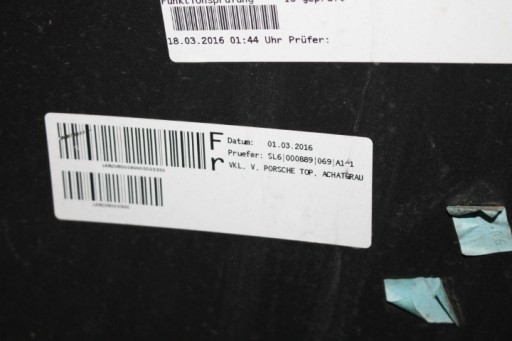 Funktionsprüfung
18.03.2016 01:44 Uhr Prüfer:
Fr
Datum: 01.03.2016
Pruefer: SL6|000889|069|A1-1
VKL. V. PORSCHE TOP. ACHATGRAU